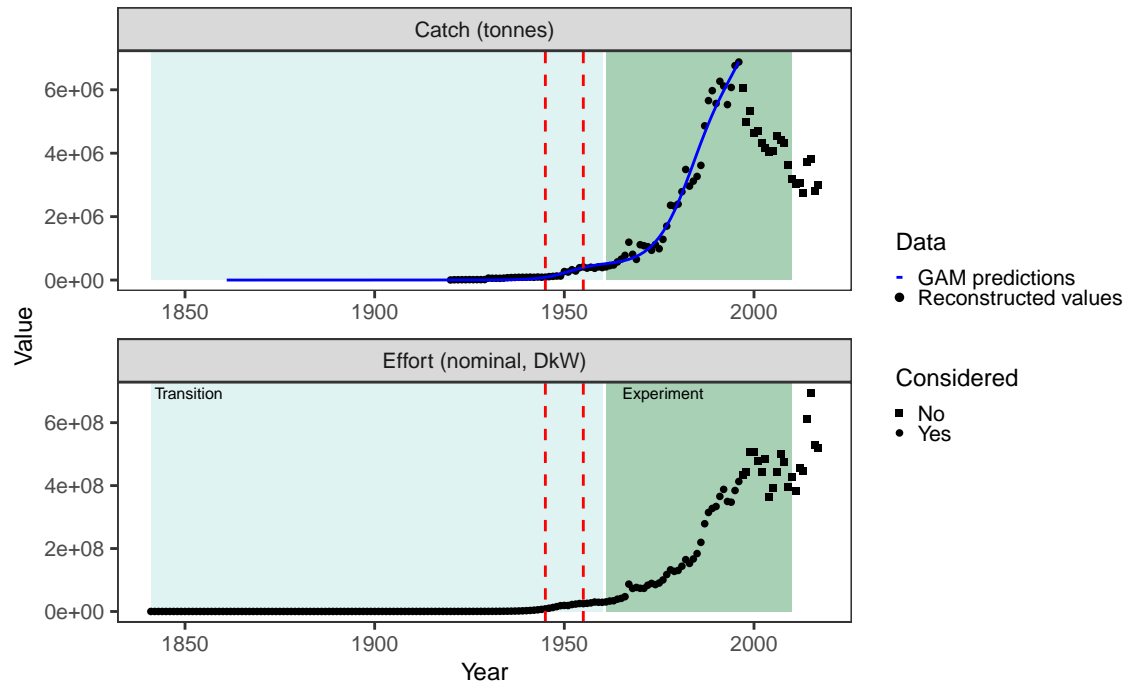 Catch (tonnes)
6e+06
4e+06
2e+06
0e+00
1850 1900 1950 2000
Value
Effort (nominal, DkW)
Transition Experiment
6e+08
4e+08
2e+08
0e+00
1850 1900 1950 2000
Year
Data
GAM predictions
Reconstructed values
Considered
No
Yes